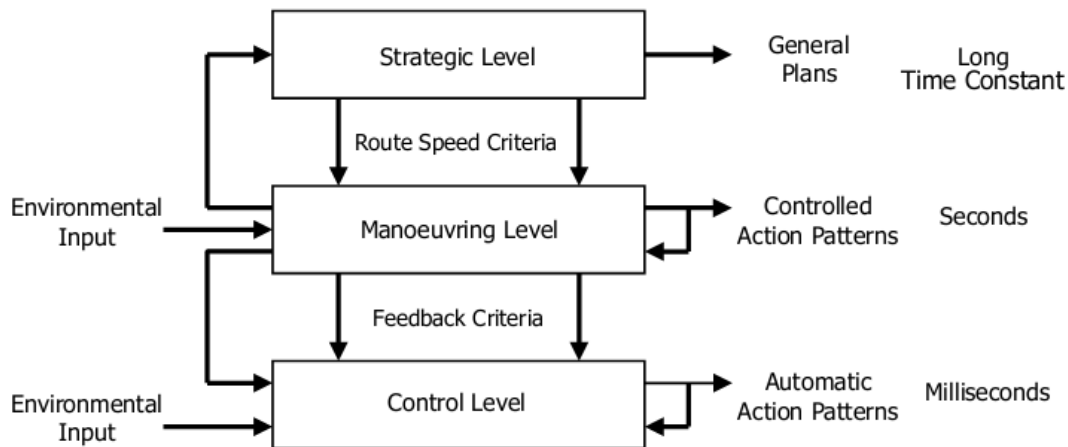 Strategic Level
General
Plans
Long
Time Constant
Route Speed Criteria
Environmental
Input
Manoeuvring Level
Controlled
Action Patterns
Seconds
Feedback Criteria
Environmental
Input
Control Level
Automatic
Action Patterns
Milliseconds